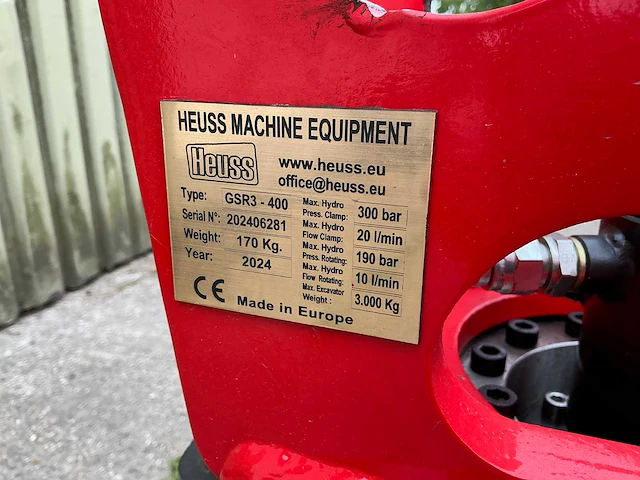 HEUSS MACHINE EQUIPMENT
Heuss
www.heuss.eu
office@heuss.eu
Type: GSR3 - 400
Serial N°: 202406281
Weight: 170 Kg.
Year: 2024
Max. Hydro
Press. Clamp: 300 bar
Max. Hydro
Flow Clamp: 20 l/min
Max. Hydro
Press. Rotating: 190 bar
Max. Hydro
Flow Rotating: 10 l/min
Max. Excavator
Weight : 3.000 Kg
CE Made in Europe